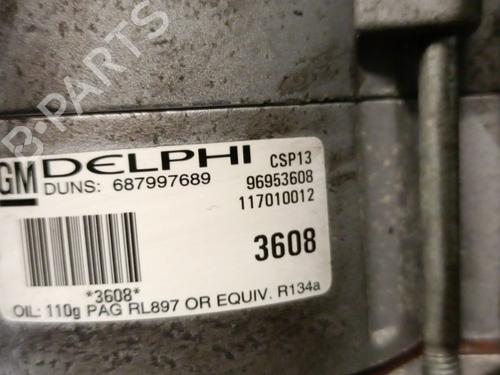 B-PARTS
GM DELPHI CSP13
DUNS: 687997689 96953608
117010012
3608
*3608*
OIL: 110g PAG RL897 OR EQUIV. R134a